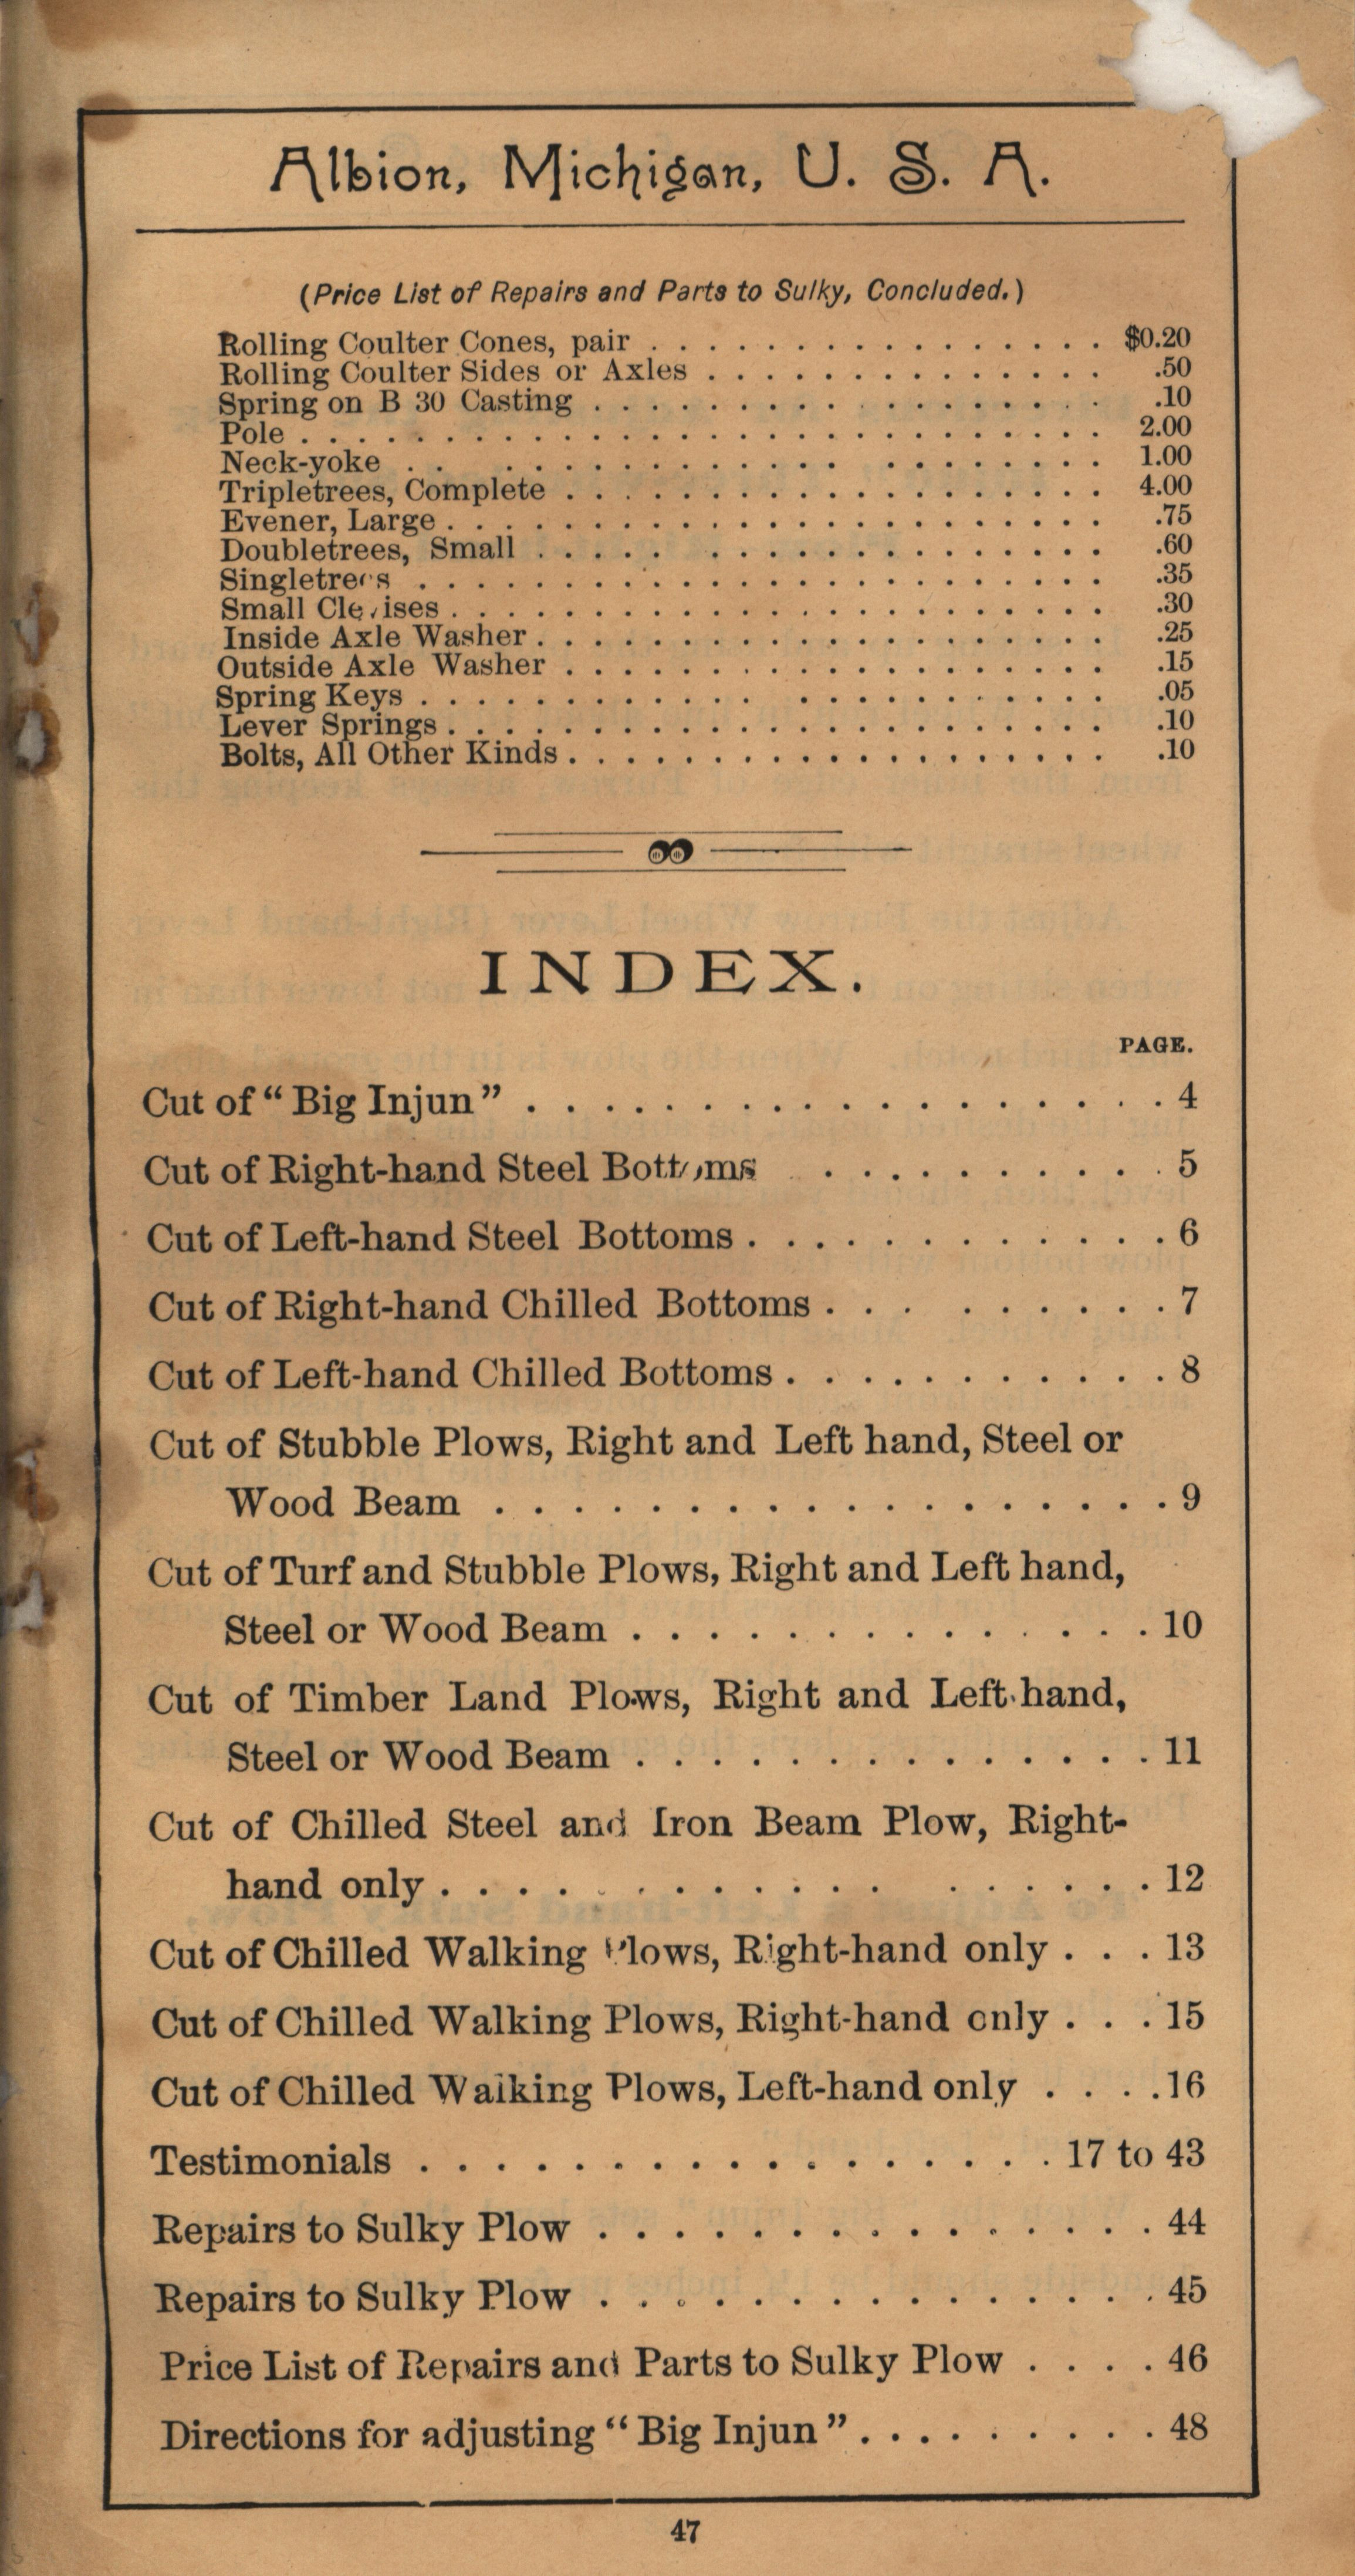 Albion, Michigan, U. S. A.
(Price List of Repairs and Parts to Sulky, Concluded.)
Rolling Coulter Cones, pair . . . . . . . . . . . . . . . . $0.20
Rolling Coulter Sides or Axles . . . . . . . . . . . . . . .50
Spring on B 30 Casting . . . . . . . . . . . . . . . . . . .10
Pole . . . . . . . . . . . . . . . . . . . . . . . . . . . . 2.00
Neck-yoke . . . . . . . . . . . . . . . . . . . . . . . 1.00
Tripletrees, Complete . . . . . . . . . . . . . . . . . . . 4.00
Evener, Large . . . . . . . . . . . . . . . . . . . . . . . .75
Doubletrees, Small . . . . . . . . . . . . . . . . . . . .60
Singletrees . . . . . . . . . . . . . . . . . . . . . . . . .35
Small Clevises . . . . . . . . . . . . . . . . . . . . . . . .30
Inside Axle Washer . . . . . . . . . . . . . . . . . . . . .25
Outside Axle Washer . . . . . . . . . . . . . . . . . . . .15
Spring Keys . . . . . . . . . . . . . . . . . . . . . . . .05
Lever Springs . . . . . . . . . . . . . . . . . . . . . . . .10
Bolts, All Other Kinds . . . . . . . . . . . . . . . . . . . .10
INDEX.
PAGE.
Cut of "Big Injun" . . . . . . . . . . . . . . . . . . 4
Cut of Right-hand Steel Bottoms . . . . . . . . . . . 5
Cut of Left-hand Steel Bottoms . . . . . . . . . . . . . 6
Cut of Right-hand Chilled Bottoms . . . . . . . . . . 7
Cut of Left-hand Chilled Bottoms . . . . . . . . . . . 8
Cut of Stubble Plows, Right and Left hand, Steel or
Wood Beam . . . . . . . . . . . . . . . . . . 9
Cut of Turf and Stubble Plows, Right and Left hand,
Steel or Wood Beam . . . . . . . . . . . . . . . 10
Cut of Timber Land Plows, Right and Left hand,
Steel or Wood Beam . . . . . . . . . . . . . . 11
Cut of Chilled Steel and Iron Beam Plow, Right-
hand only . . . . . . . . . . . . . . . . . . 12
Cut of Chilled Walking Plows, Right-hand only . . . 13
Cut of Chilled Walking Plows, Right-hand only . . . 15
Cut of Chilled Walking Plows, Left-hand only . . . . 16
Testimonials . . . . . . . . . . . . . . . . . 17 to 43
Repairs to Sulky Plow . . . . . . . . . . . . . . . 44
Repairs to Sulky Plow . . . . . . . . . . . . . . . 45
Price List of Repairs and Parts to Sulky Plow . . . . 46
Directions for adjusting "Big Injun" . . . . . . . . . 48
47